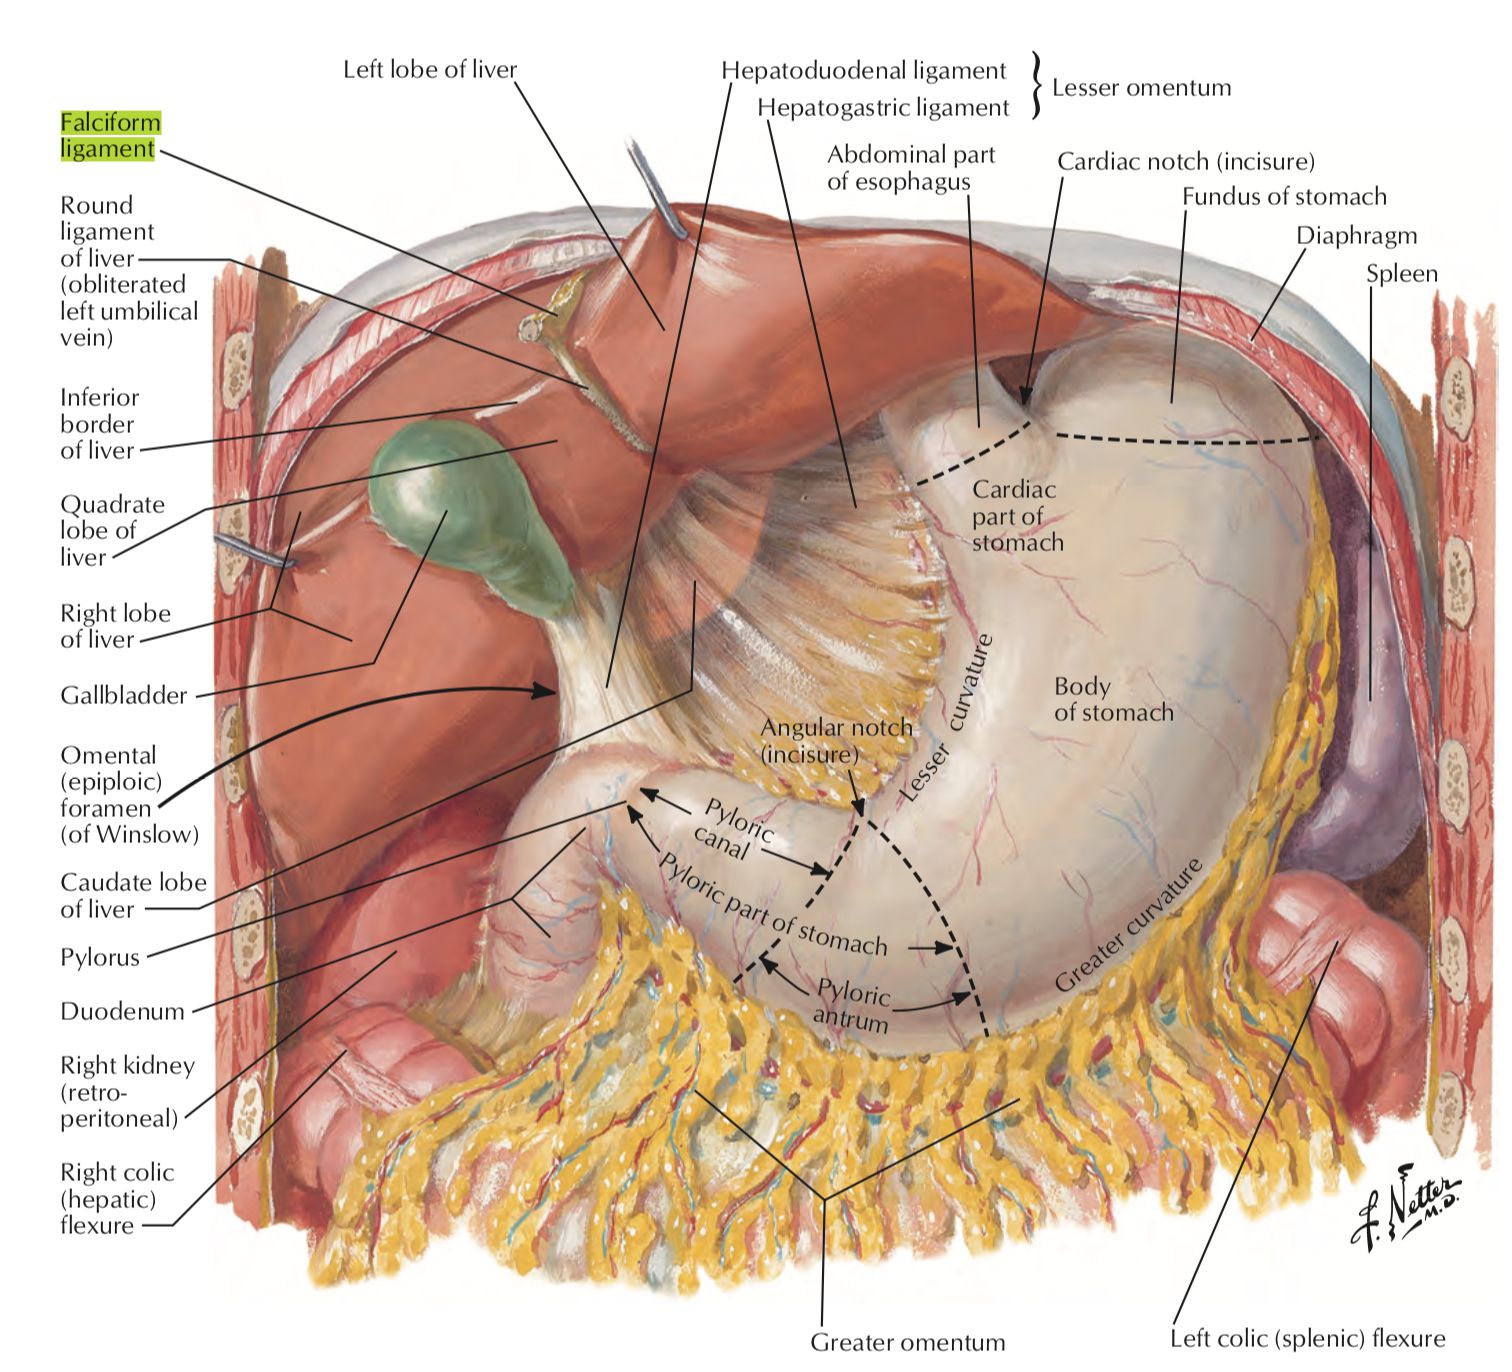 Left lobe of liver
Hepatoduodenal ligament
Hepatogastric ligament
Lesser omentum
Falciform
ligament
Abdominal part
of esophagus
Cardiac notch (incisure)
Fundus of stomach
Diaphragm
Spleen
Round
ligament
of liver
(obliterated
left umbilical
vein)
Inferior
border
of liver
Quadrate
lobe of
liver
Right lobe
of liver
Gallbladder
Omental
(epiploic)
foramen
(of Winslow)
Caudate lobe
of liver
Pylorus
Duodenum
Right kidney
(retro-
peritoneal)
Right colic
(hepatic)
flexure
Cardiac
part of
stomach
Body
of stomach
Angular notch
(incisure)
Lesser curvature
Pyloric
canal
Pyloric part of stomach
Pyloric
antrum
Greater curvature
Greater omentum
Left colic (splenic) flexure
F. Netter
M.D.